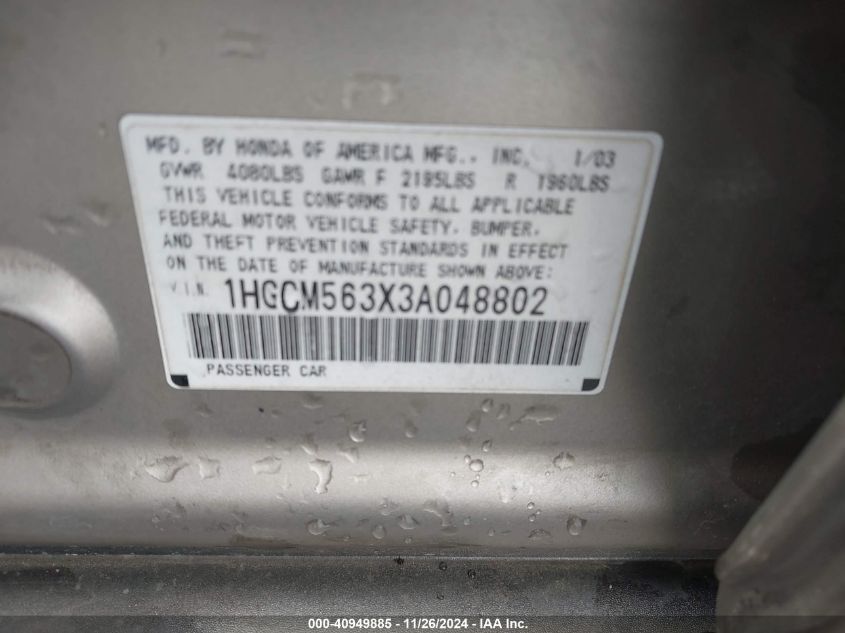 MFD. BY HONDA OF AMERICA MFG., INC. 1/03
GVWR 4080LBS GAWR F 2195LBS R 1960LBS
THIS VEHICLE CONFORMS TO ALL APPLICABLE
FEDERAL MOTOR VEHICLE SAFETY, BUMPER,
AND THEFT PREVENTION STANDARDS IN EFFECT
ON THE DATE OF MANUFACTURE SHOWN ABOVE:
V.I.N. 1HGCM563X3A048802
PASSENGER CAR
000-40949885 - 11/26/2024 - IAA Inc.